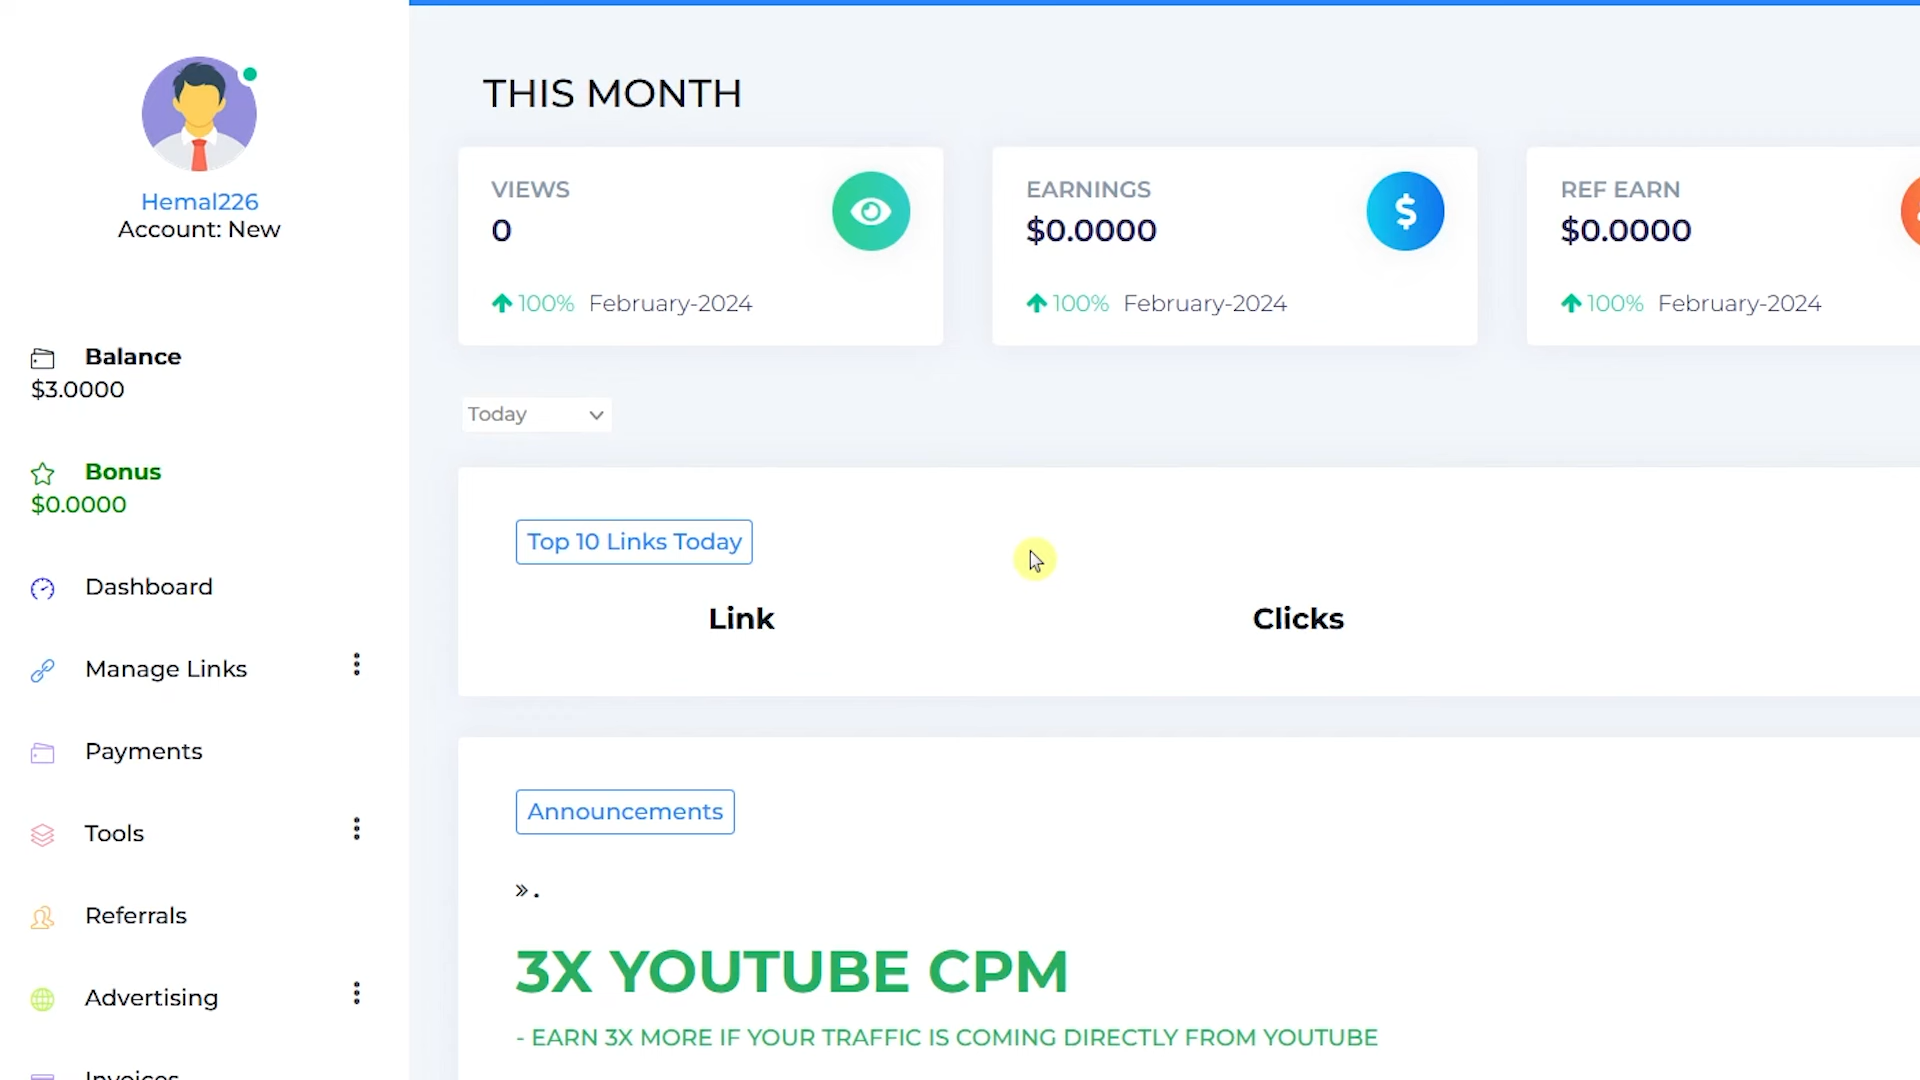 Hemal226
Account: New
Balance
$3.0000
Bonus
$0.0000
Dashboard
Manage Links
Payments
Tools
Referrals
Advertising
Invoices
THIS MONTH
VIEWS
0
100% February-2024
EARNINGS
$0.0000
$
100% February-2024
REF EARN
$0.0000
100% February-2024
Today
Top 10 Links Today
Link Clicks
Announcements
» .
3X YOUTUBE CPM
- EARN 3X MORE IF YOUR TRAFFIC IS COMING DIRECTLY FROM YOUTUBE